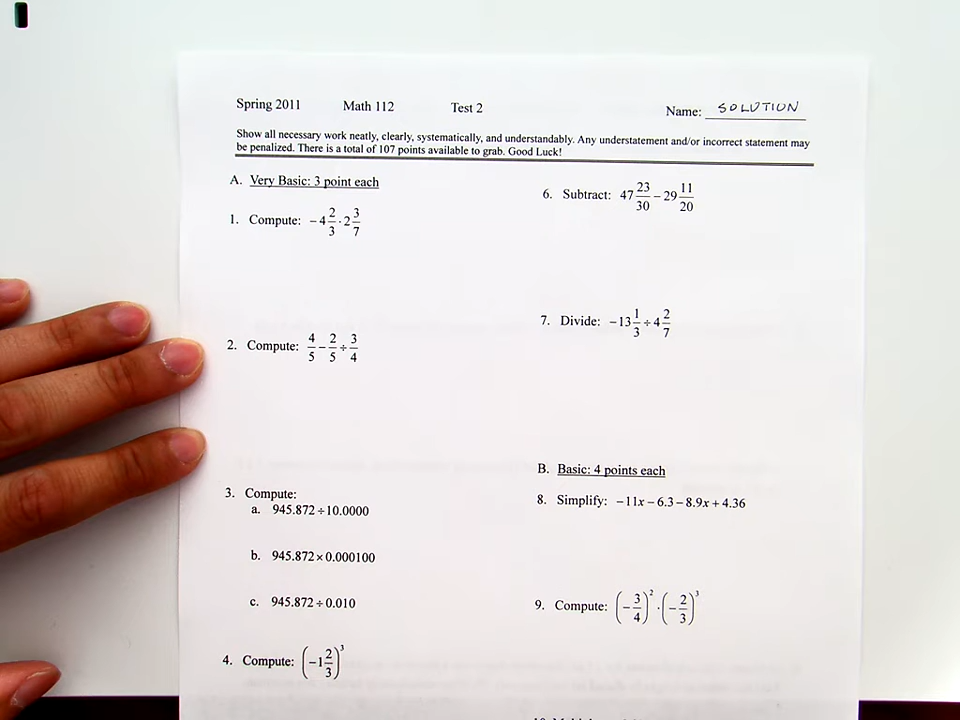 Spring 2011 Math 112 Test 2 Name: SOLUTION
Show all necessary work neatly, clearly, systematically, and understandably. Any understatement and/or incorrect statement may
be penalized. There is a total of 107 points available to grab. Good Luck!
A. Very Basic: 3 point each
1. Compute: −4 2/3 · 2 3/7
2. Compute: 4/5 − 2/5 ÷ 3/4
3. Compute:
a. 945.872 ÷ 10.0000
b. 945.872 × 0.000100
c. 945.872 ÷ 0.010
4. Compute: (−1 2/3)³
6. Subtract: 47 23/30 − 29 11/20
7. Divide: −13 1/3 ÷ 4 2/7
B. Basic: 4 points each
8. Simplify: −11x − 6.3 − 8.9x + 4.36
9. Compute: (−3/4)² · (−2/3)³